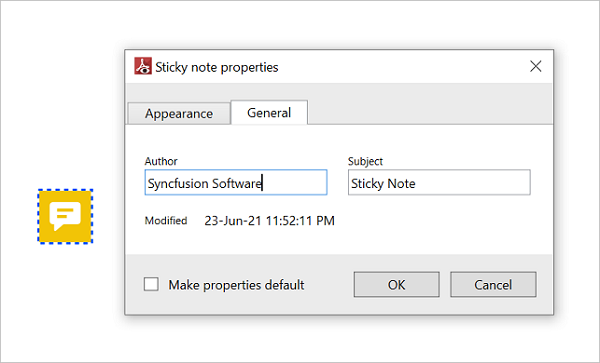 Sticky note properties
Appearance General
Author Subject
Syncfusion Software Sticky Note
Modified 23-Jun-21 11:52:11 PM
Make properties default OK Cancel